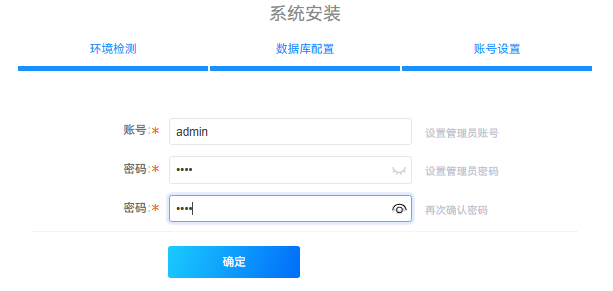 系统安装
环境检测 数据库配置 账号设置
账号:* admin 设置管理员账号
密码:* •••• 设置管理员密码
密码:* •••• 再次确认密码
确定